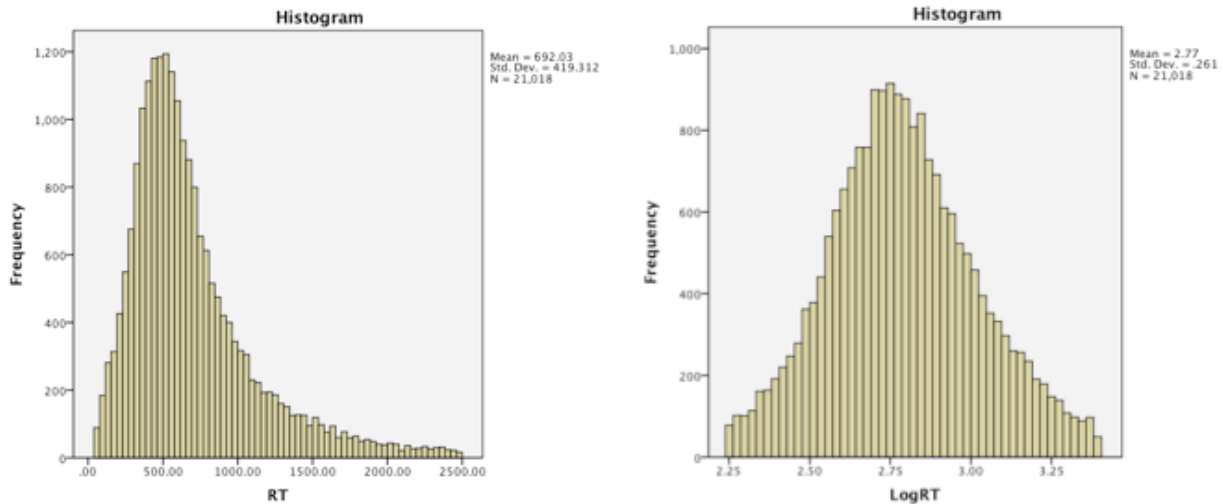 Histogram
Mean = 692.03
Std. Dev. = 419.312
N = 21,018
1,200
1,000
800
600
400
200
0
Frequency
.00 500.00 1000.00 1500.00 2000.00 2500.00
RT
Histogram
Mean = 2.77
Std. Dev. = .261
N = 21,018
1,000
800
600
400
200
0
Frequency
2.25 2.50 2.75 3.00 3.25
LogRT